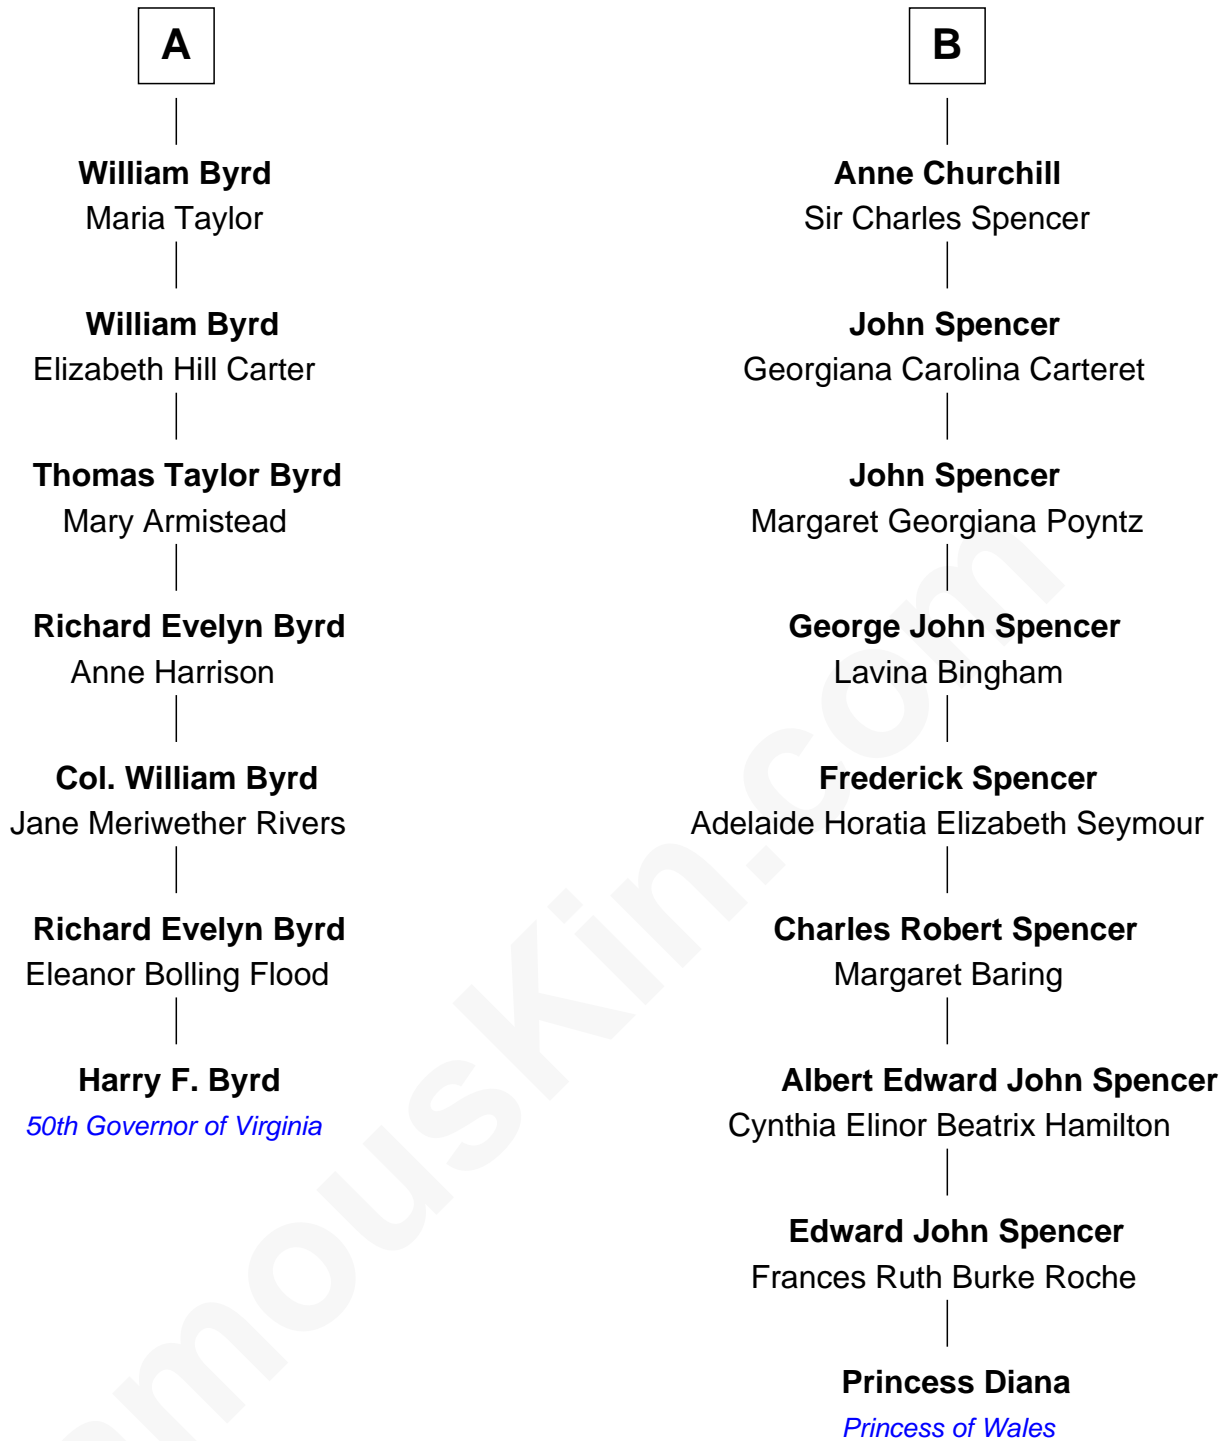 A
William Byrd
Maria Taylor
William Byrd
Elizabeth Hill Carter
Thomas Taylor Byrd
Mary Armistead
Richard Evelyn Byrd
Anne Harrison
Col. William Byrd
Jane Meriwether Rivers
Richard Evelyn Byrd
Eleanor Bolling Flood
Harry F. Byrd
50th Governor of Virginia
B
Anne Churchill
Sir Charles Spencer
John Spencer
Georgiana Carolina Carteret
John Spencer
Margaret Georgiana Poyntz
George John Spencer
Lavina Bingham
Frederick Spencer
Adelaide Horatia Elizabeth Seymour
Charles Robert Spencer
Margaret Baring
Albert Edward John Spencer
Cynthia Elinor Beatrix Hamilton
Edward John Spencer
Frances Ruth Burke Roche
Princess Diana
Princess of Wales
amousKin.com